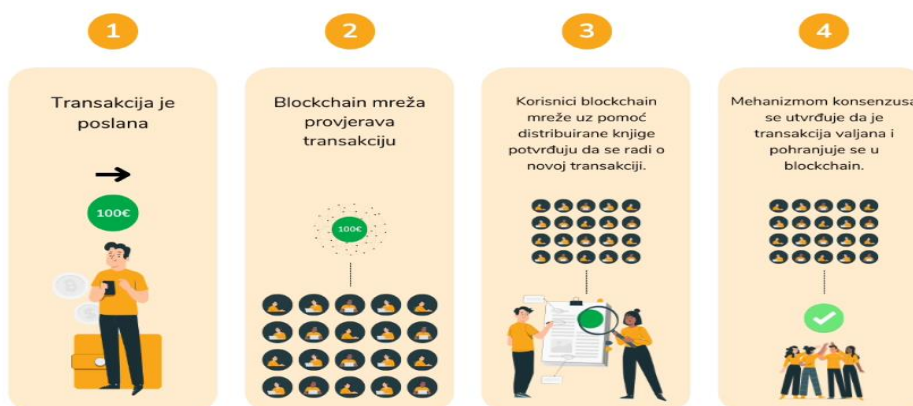 1
2
3
4
Transakcija je
poslana
100€
Blockchain mreža
provjerava
transakciju
100€
Korisnici blockchain
mreže uz pomoć
distribuirane knjige
potvrđuju da se radi o
novoj transakciji.
Mehanizmom konsenzusa
se utvrđuje da je
transakcija valjana i
pohranjuje se u
blockchain.